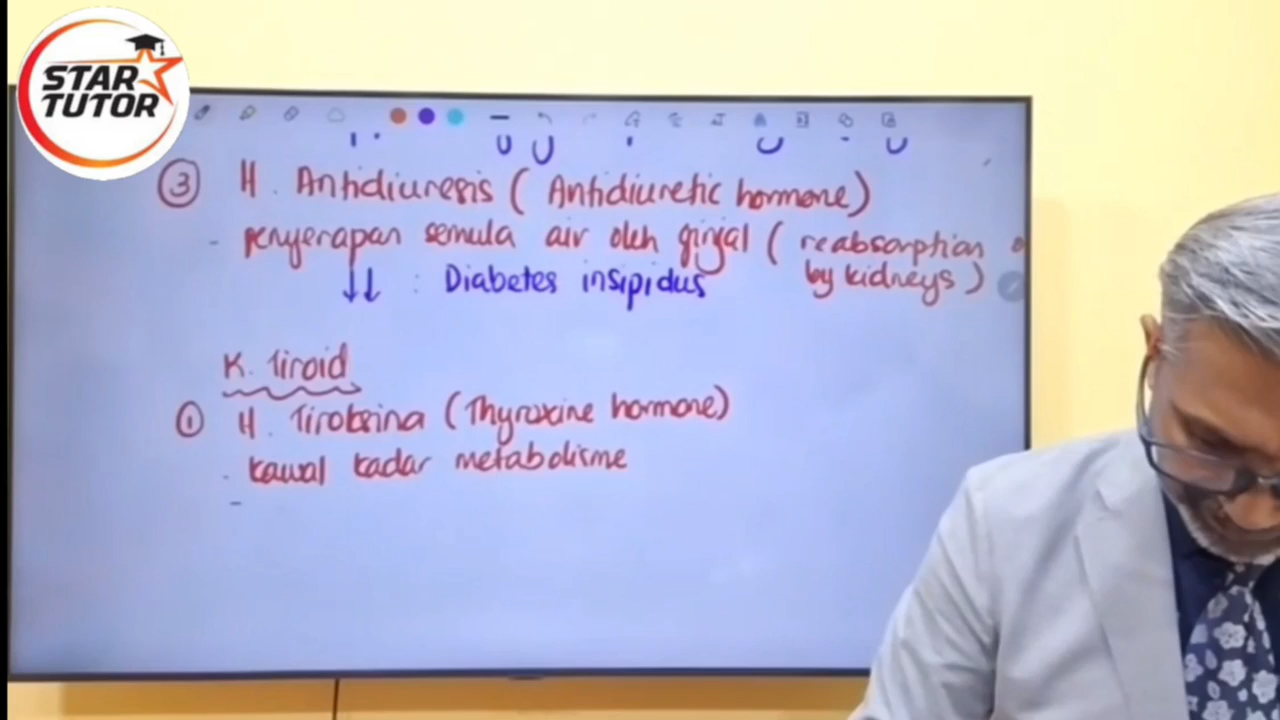 STAR
TUTOR
③ H. Antidiuresis ( Antidiuretic hormone)
- penyerapan semula air oleh ginjal ( reabsorption
by kidneys )
↓↓ : Diabetes insipidus
K. Tiroid
① H. Tiroksina (Thyroxine hormone)
- kawal kadar metabolisme
-